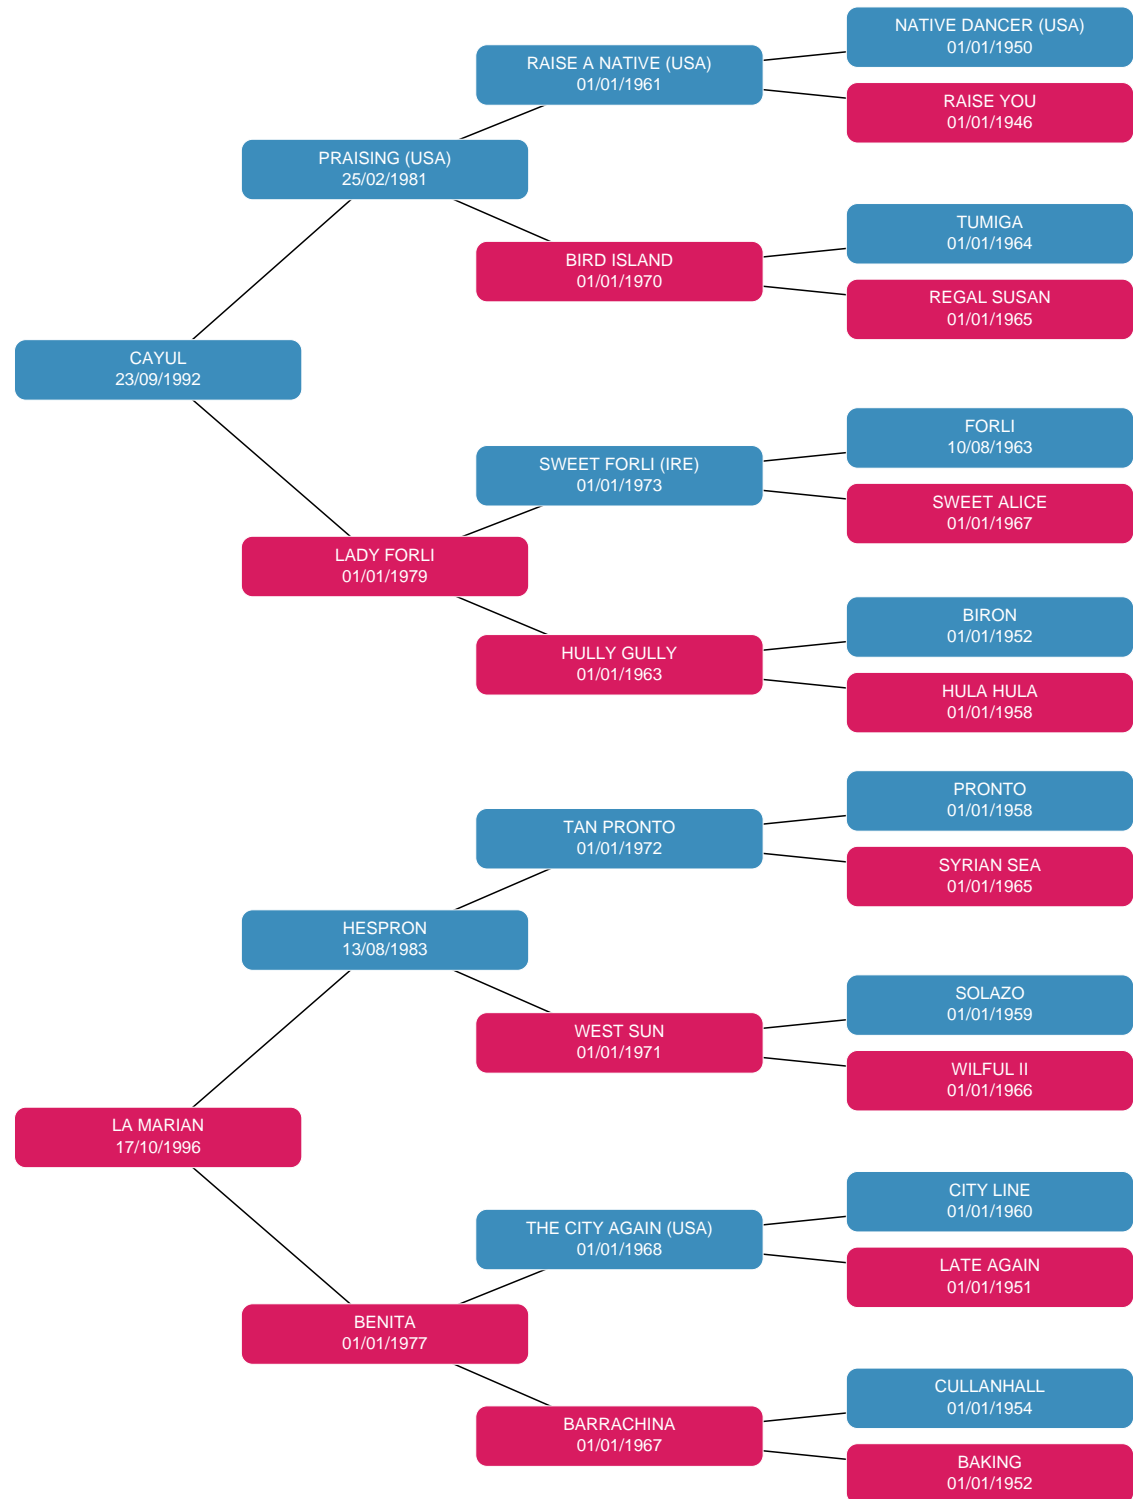 NATIVE DANCER (USA)
01/01/1950
RAISE A NATIVE (USA)
01/01/1961
RAISE YOU
01/01/1946
PRAISING (USA)
25/02/1981
TUMIGA
01/01/1964
BIRD ISLAND
01/01/1970
REGAL SUSAN
01/01/1965
CAYUL
23/09/1992
FORLI
10/08/1963
SWEET FORLI (IRE)
01/01/1973
SWEET ALICE
01/01/1967
LADY FORLI
01/01/1979
BIRON
01/01/1952
HULLY GULLY
01/01/1963
HULA HULA
01/01/1958
PRONTO
01/01/1958
TAN PRONTO
01/01/1972
SYRIAN SEA
01/01/1965
HESPRON
13/08/1983
SOLAZO
01/01/1959
WEST SUN
01/01/1971
WILFUL II
01/01/1966
LA MARIAN
17/10/1996
CITY LINE
01/01/1960
THE CITY AGAIN (USA)
01/01/1968
LATE AGAIN
01/01/1951
BENITA
01/01/1977
CULLANHALL
01/01/1954
BARRACHINA
01/01/1967
BAKING
01/01/1952